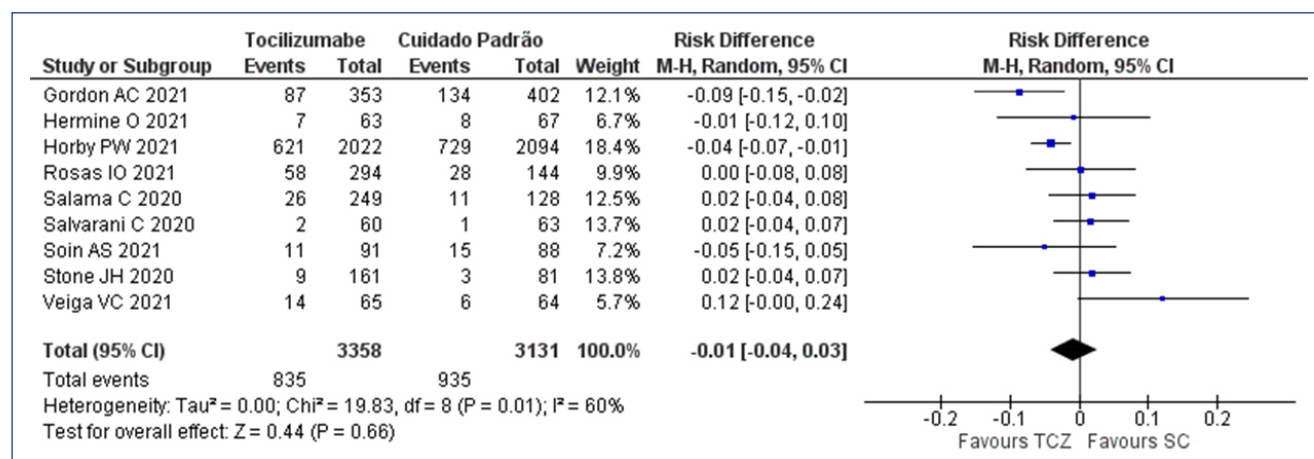 Tocilizumabe Cuidado Padrão Risk Difference Risk Difference
Study or Subgroup Events Total Events Total Weight M-H, Random, 95% CI M-H, Random, 95% CI
Gordon AC 2021 87 353 134 402 12.1% -0.09 [-0.15, -0.02]
Hermine O 2021 7 63 8 67 6.7% -0.01 [-0.12, 0.10]
Horby PW 2021 621 2022 729 2094 18.4% -0.04 [-0.07, -0.01]
Rosas IO 2021 58 294 28 144 9.9% 0.00 [-0.08, 0.08]
Salama C 2020 26 249 11 128 12.5% 0.02 [-0.04, 0.08]
Salvarani C 2020 2 60 1 63 13.7% 0.02 [-0.04, 0.07]
Soin AS 2021 11 91 15 88 7.2% -0.05 [-0.15, 0.05]
Stone JH 2020 9 161 3 81 13.8% 0.02 [-0.04, 0.07]
Veiga VC 2021 14 65 6 64 5.7% 0.12 [-0.00, 0.24]
Total (95% CI) 3358 3131 100.0% -0.01 [-0.04, 0.03]
Total events 835 935
Heterogeneity: Tau² = 0.00; Chi² = 19.83, df = 8 (P = 0.01); I² = 60%
Test for overall effect: Z = 0.44 (P = 0.66)
-0.2 -0.1 0 0.1 0.2
Favours TCZ Favours SC